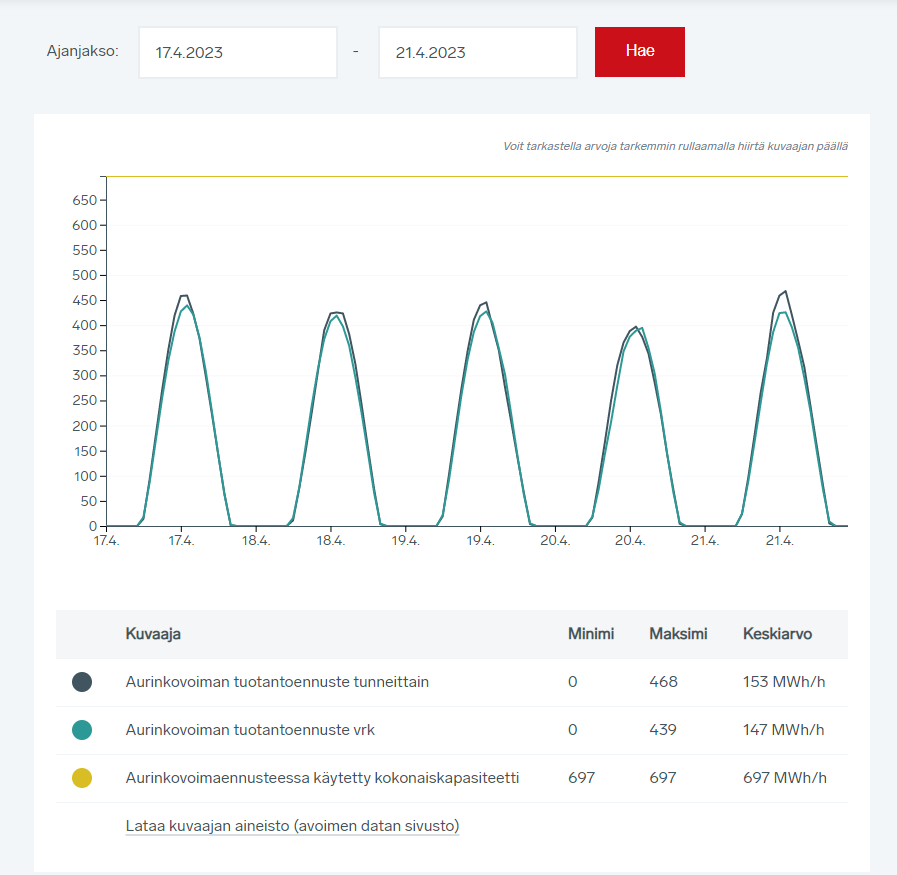 Ajanjakso: 17.4.2023 - 21.4.2023 Hae
Voit tarkastella arvoja tarkemmin rullaamalla hiirtä kuvaajan päällä
650
600
550
500
450
400
350
300
250
200
150
100
50
0
17.4. 17.4. 18.4. 18.4. 19.4. 19.4. 20.4. 20.4. 21.4. 21.4.
Kuvaaja Minimi Maksimi Keskiarvo
Aurinkovoiman tuotantoennuste tunneittain 0 468 153 MWh/h
Aurinkovoiman tuotantoennuste vrk 0 439 147 MWh/h
Aurinkovoimaennusteessa käytetty kokonaiskapasiteetti 697 697 697 MWh/h
Lataa kuvaajan aineisto (avoimen datan sivusto)